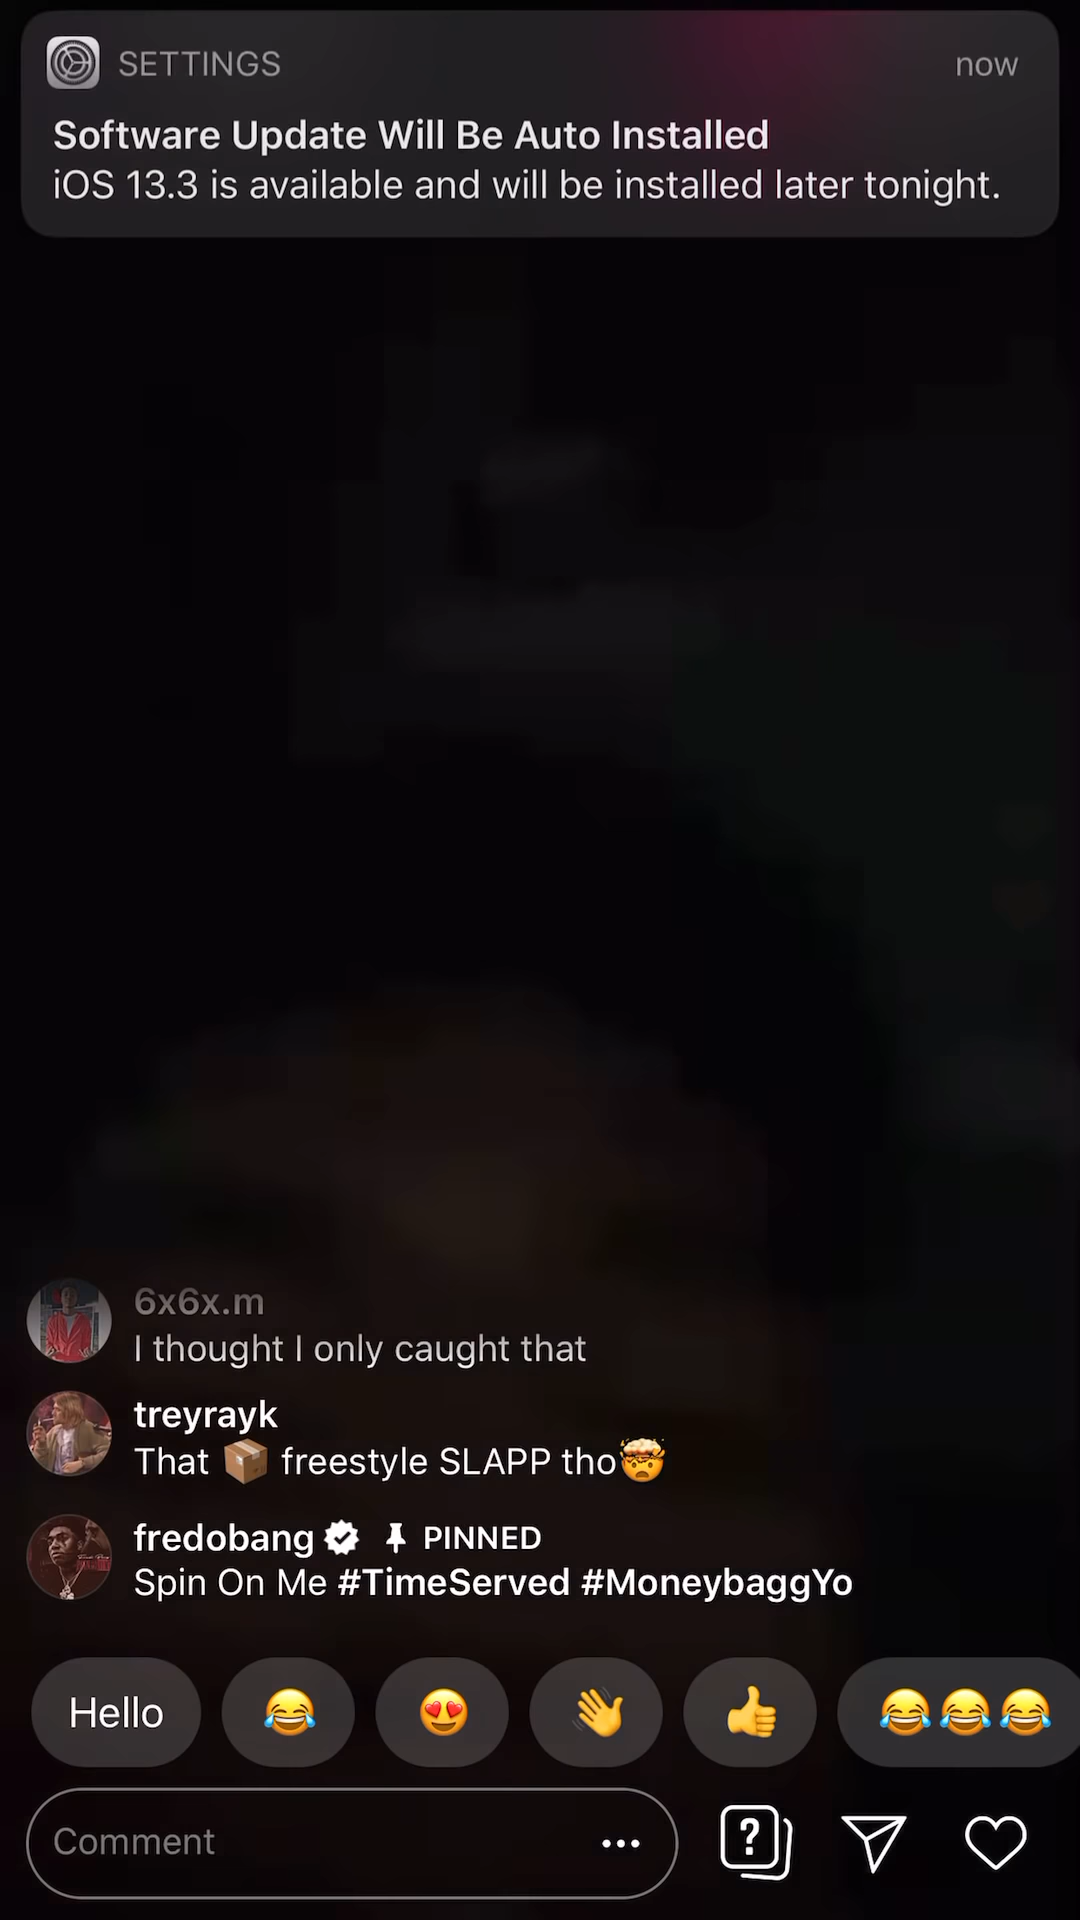 SETTINGS
now
Software Update Will Be Auto Installed
iOS 13.3 is available and will be installed later tonight.
6x6x.m
I thought I only caught that
treyrayk
That 📦 freestyle SLAPP tho🤯
fredobang PINNED
Spin On Me #TimeServed #MoneybaggYo
Hello 😂 😍 👋 👍 😂😂😂
Comment